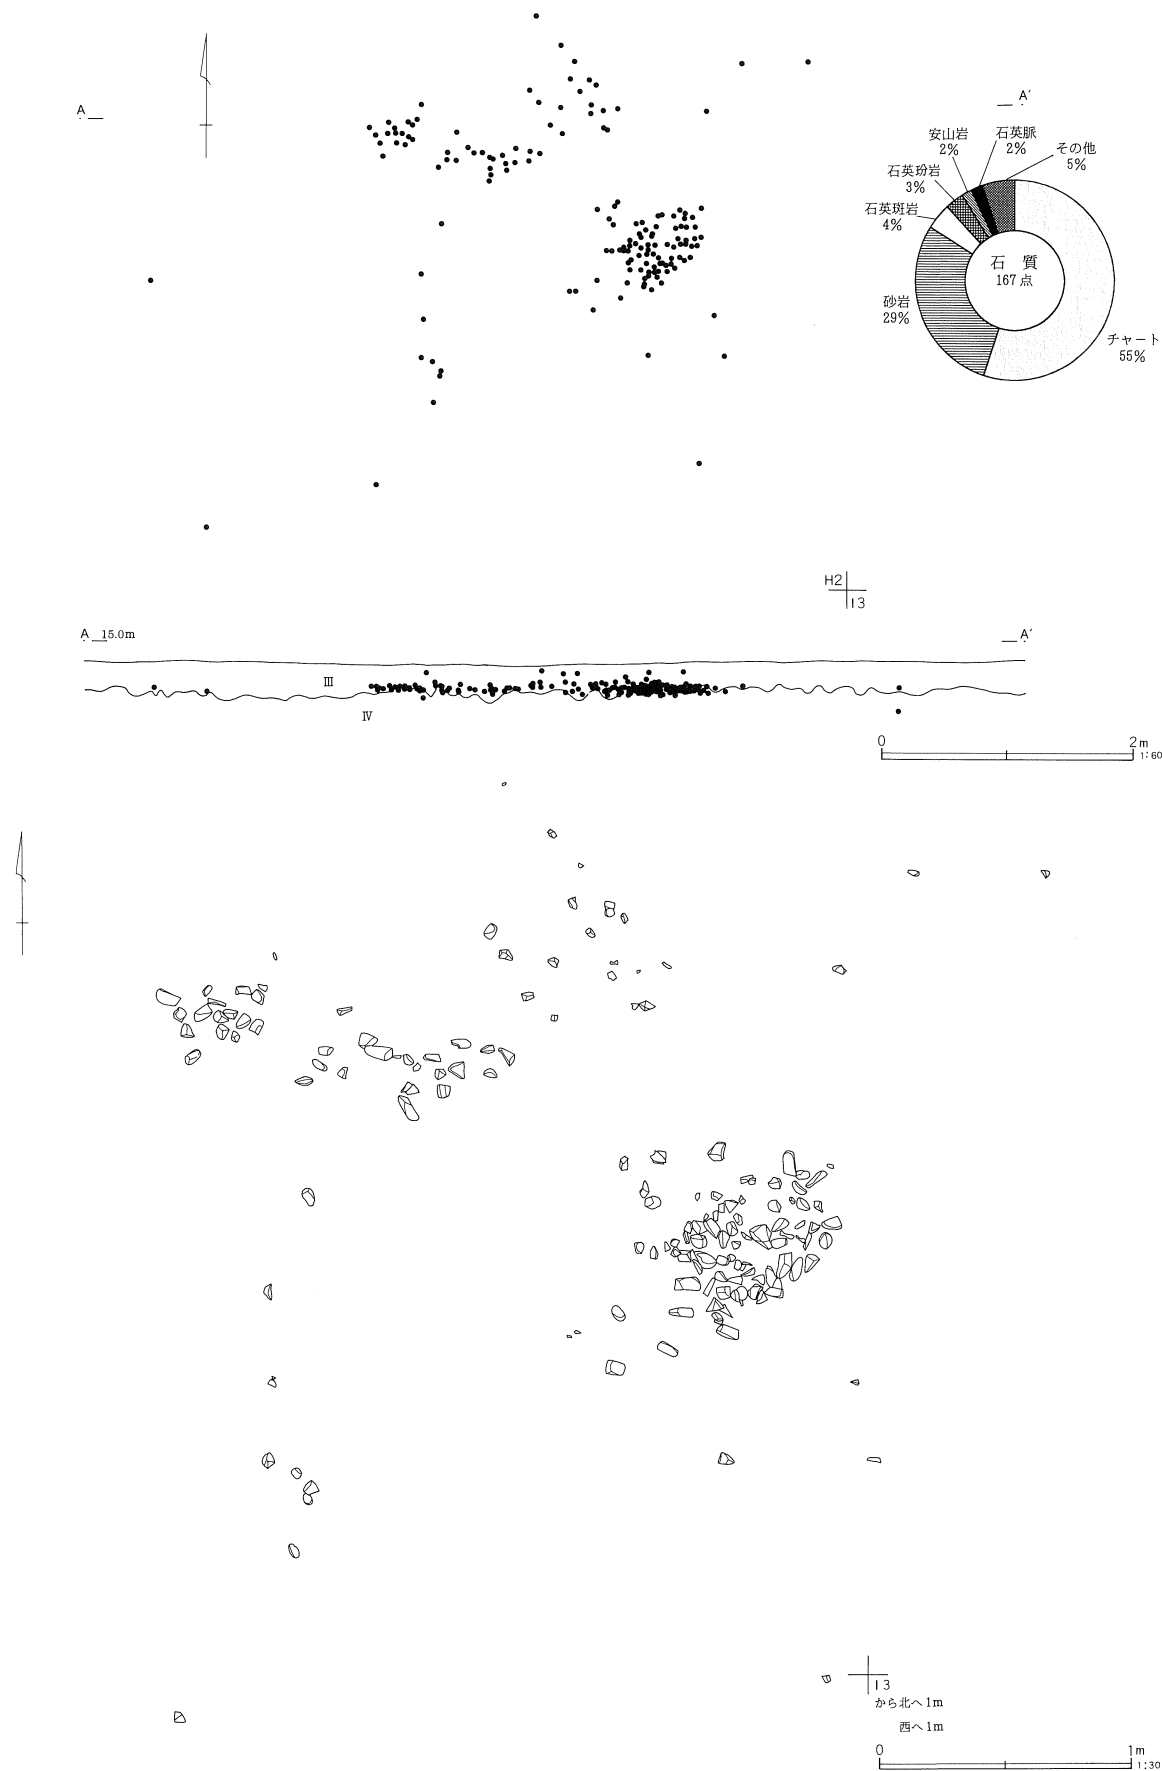 A
A′
安山岩
2%
石英脈
2%
その他
5%
石英玢岩
3%
石英斑岩
4%
石 質
167点
砂岩
29%
チャート
55%
H2
13
A 15.0m
A′
Ⅲ
Ⅳ
0 2m
1:60
13
から北へ1m
西へ1m
0 1m
1:30